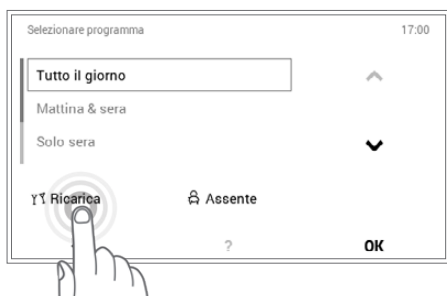 Selezionare programma 17:00
Tutto il giorno
Mattina & sera
Solo sera
Ricarica Assente
? OK